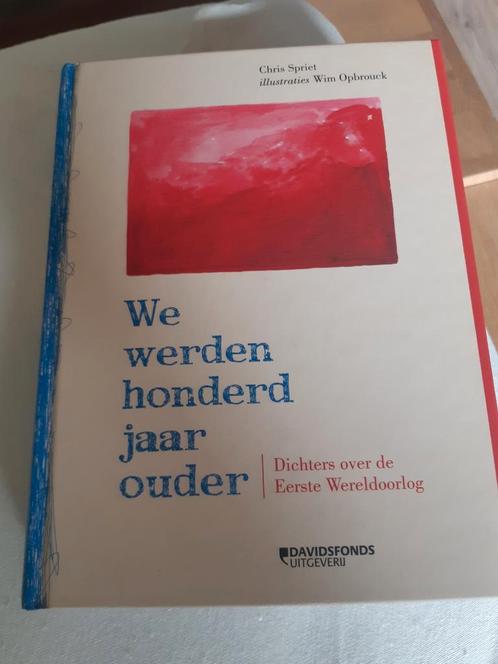 Chris Spriet
illustraties Wim Opbrouck
We
werden
honderd
jaar
ouder
Dichters over de
Eerste Wereldoorlog
DAVIDSFONDS
UITGEVERIJ